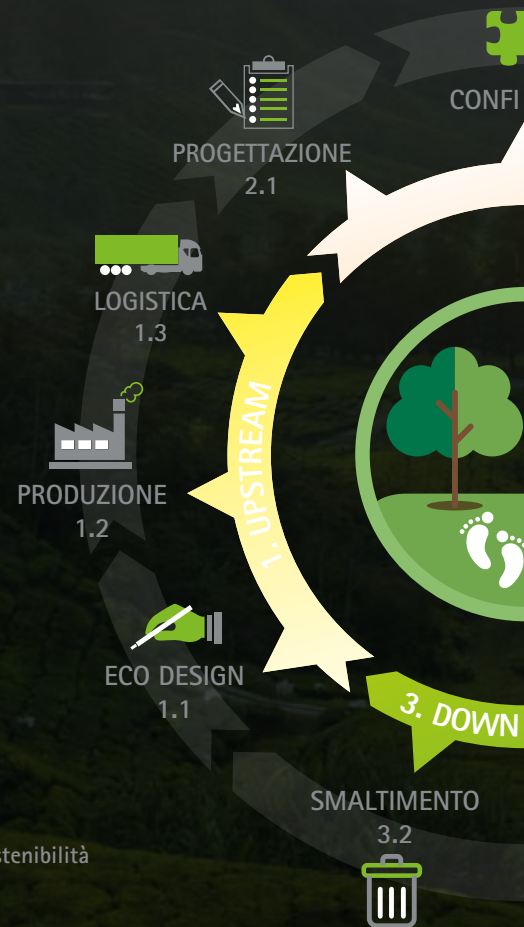 CONFI
PROGETTAZIONE
2.1
LOGISTICA
1.3
1. UPSTREAM
PRODUZIONE
1.2
ECO DESIGN
1.1
3. DOWN
SMALTIMENTO
3.2
stenibilità